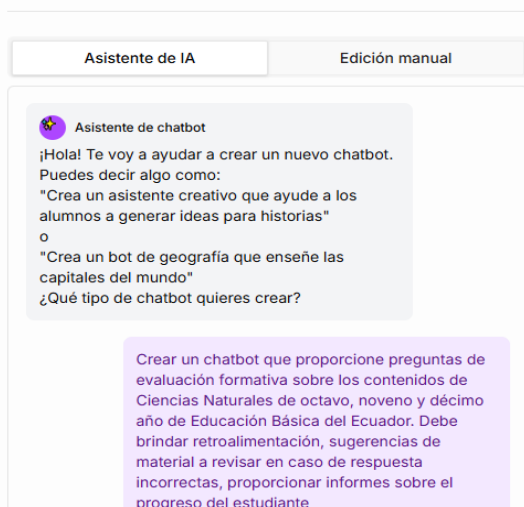 Asistente de IA
Edición manual
Asistente de chatbot
¡Hola! Te voy a ayudar a crear un nuevo chatbot.
Puedes decir algo como:
"Crea un asistente creativo que ayude a los
alumnos a generar ideas para historias"
o
"Crea un bot de geografía que enseñe las
capitales del mundo"
¿Qué tipo de chatbot quieres crear?
Crear un chatbot que proporcione preguntas de
evaluación formativa sobre los contenidos de
Ciencias Naturales de octavo, noveno y décimo
año de Educación Básica del Ecuador. Debe
brindar retroalimentación, sugerencias de
material a revisar en caso de respuesta
incorrectas, proporcionar informes sobre el
progreso del estudiante